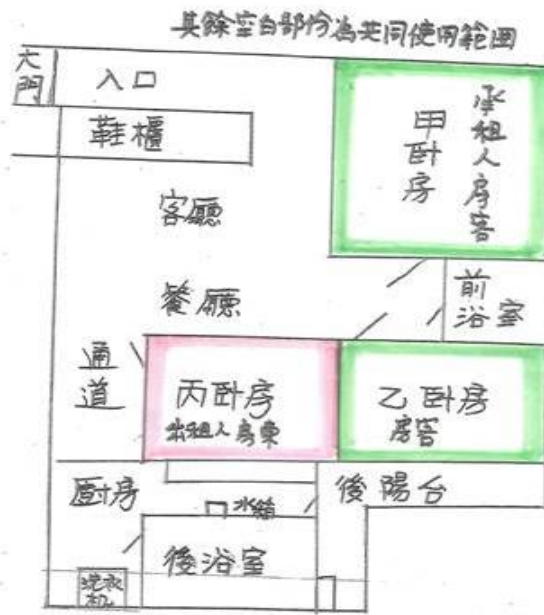 其餘空白部份為共同使用範圍
大門
入口
鞋櫃
甲臥房
承租人房客
客廳
餐廳
前浴室
通道
丙臥房
出租人房東
乙臥房
房客
廚房
水箱
後陽台
後浴室
洗衣机